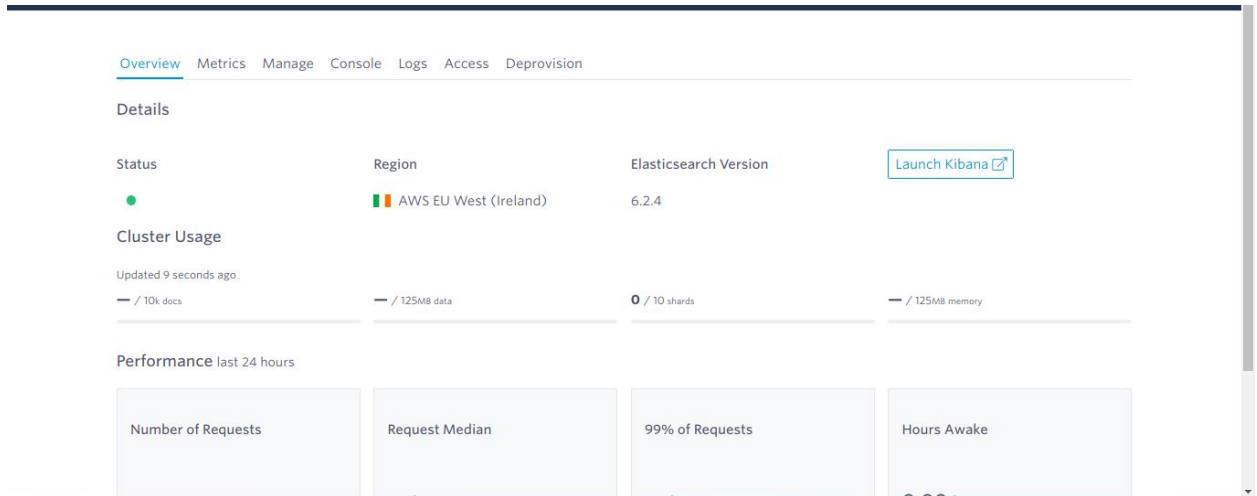 Overview Metrics Manage Console Logs Access Deprovision
Details
Status Region Elasticsearch Version Launch Kibana
AWS EU West (Ireland) 6.2.4
Cluster Usage
Updated 9 seconds ago
— / 10k docs — / 125MB data 0 / 10 shards — / 125MB memory
Performance last 24 hours
Number of Requests Request Median 99% of Requests Hours Awake